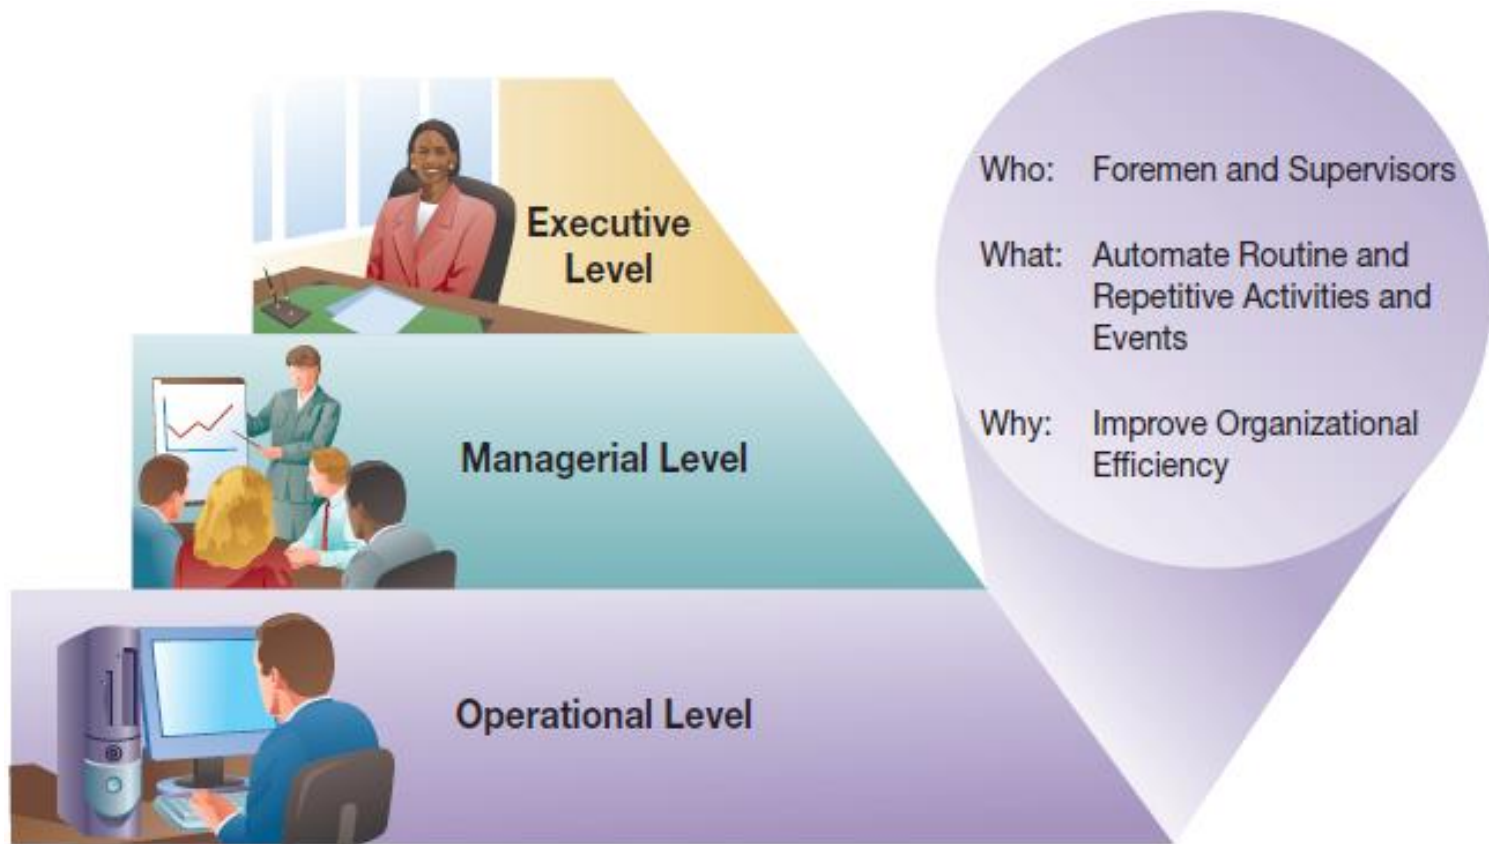 Executive
Level
Managerial Level
Operational Level
Who: Foremen and Supervisors
What: Automate Routine and
Repetitive Activities and
Events
Why: Improve Organizational
Efficiency